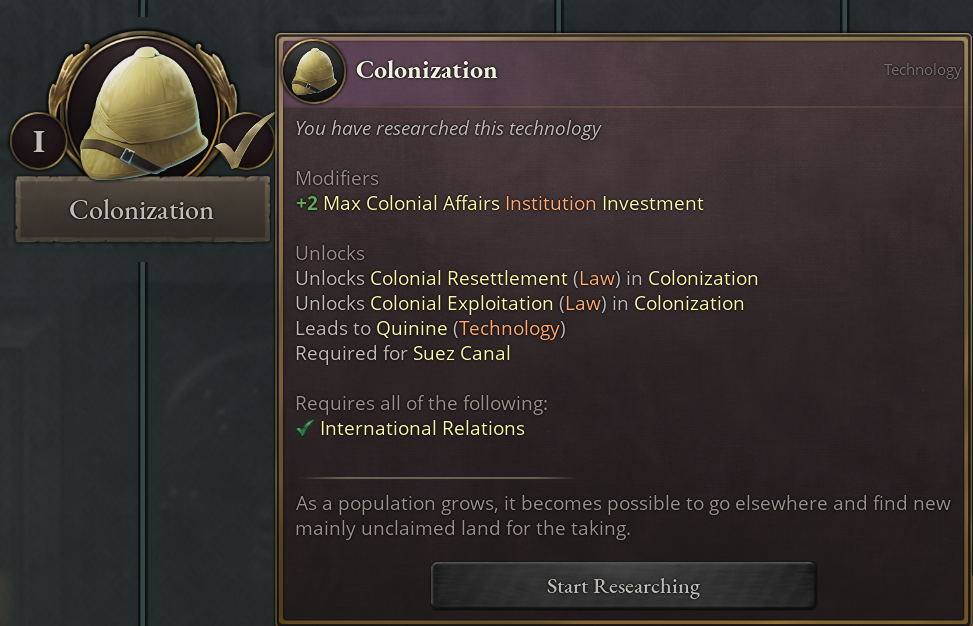 I
Colonization
Colonization
Technology
You have researched this technology
Modifiers
+2 Max Colonial Affairs Institution Investment
Unlocks
Unlocks Colonial Resettlement (Law) in Colonization
Unlocks Colonial Exploitation (Law) in Colonization
Leads to Quinine (Technology)
Required for Suez Canal
Requires all of the following:
International Relations
As a population grows, it becomes possible to go elsewhere and find new
mainly unclaimed land for the taking.
Start Researching